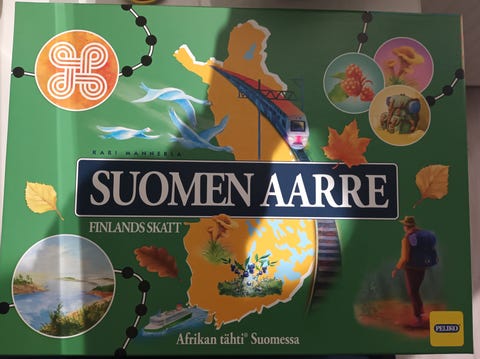 KARI MANNERLA
SUOMEN AARRE
FINLANDS SKATT
Afrikan tähti® Suomessa
PELIKO